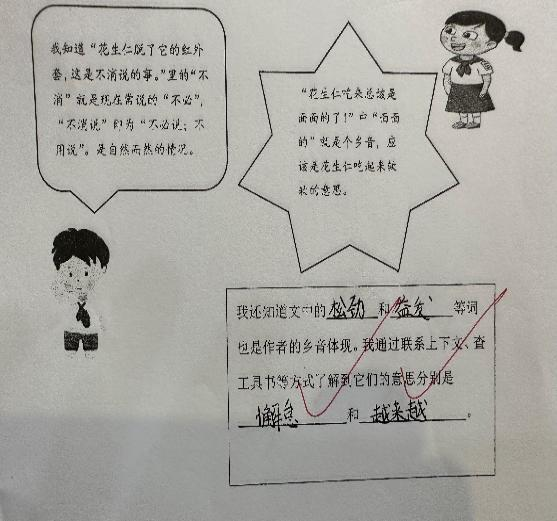 我知道“花生仁脱了它的红外
套,这是不消说的事。”里的“不
消”就是现在常说的“不必”,
“不消说”即为“不必说;不
用说”。是自然而然的情况。
“花生仁吃来总该是
面面的了!”中“面面
的”也是个乡音,应
该是花生仁吃起来软
软的意思。
我还知道文中的松劲和益发等词
也是作者的乡音体现。我通过联系上下文、查
工具书等方式了解到它们的意思分别是
懈怠和越来越。